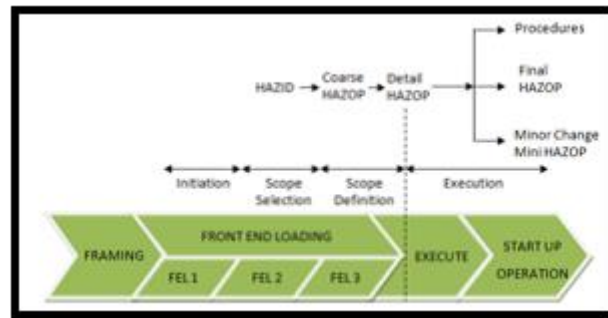 Procedures
HAZID
Coarse
HAZOP
Detail
HAZOP
Final
HAZOP
Minor Change
Mini HAZOP
Initiation
Scope
Selection
Scope
Definition
Execution
FRAMING
FRONT END LOADING
FEL 1
FEL 2
FEL 3
EXECUTE
START UP
OPERATION